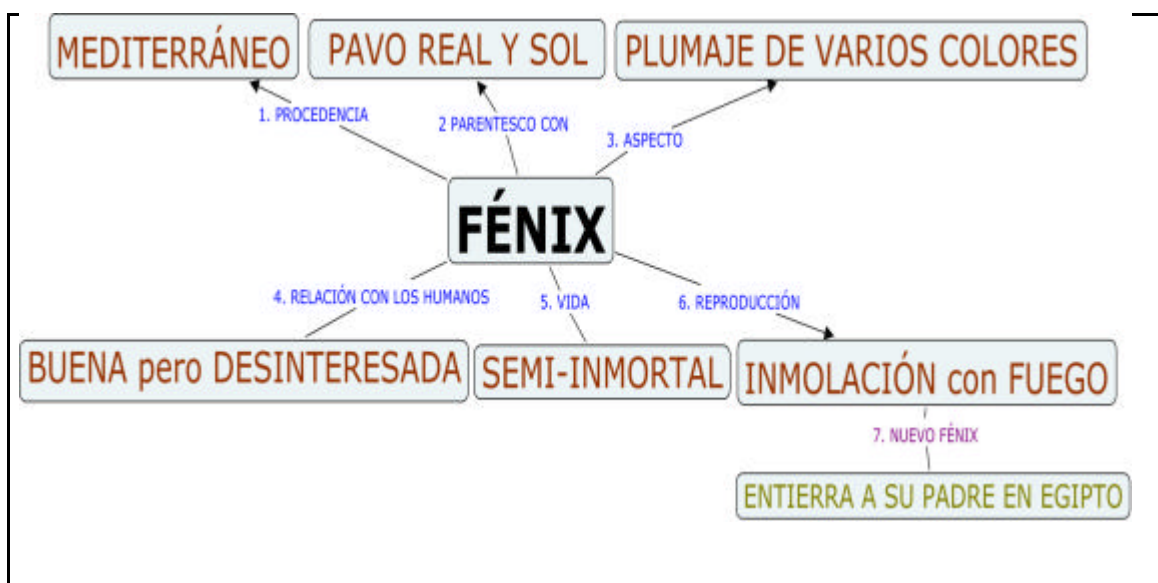 MEDITERRÁNEO
PAVO REAL Y SOL
PLUMAJE DE VARIOS COLORES
1. PROCEDENCIA
2 PARENTESCO CON
3. ASPECTO
FÉNIX
4. RELACIÓN CON LOS HUMANOS
5. VIDA
6. REPRODUCCIÓN
BUENA pero DESINTERESADA
SEMI-INMORTAL
INMOLACIÓN con FUEGO
7. NUEVO FÉNIX
ENTIERRA A SU PADRE EN EGIPTO